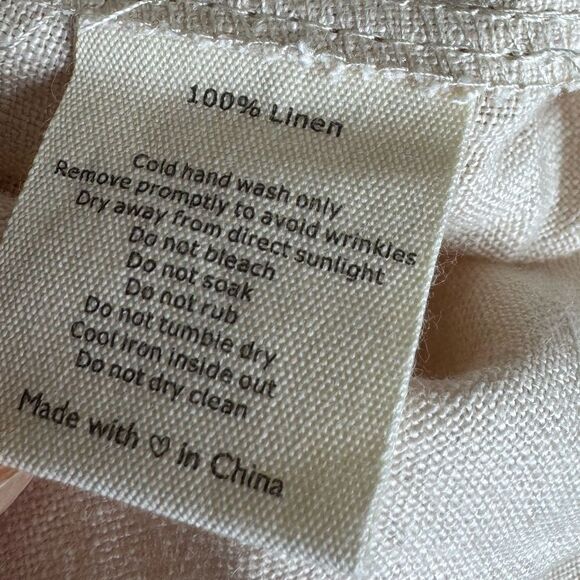 100% Linen
Cold hand wash only
Remove promptly to avoid wrinkles
Dry away from direct sunlight
Do not bleach
Do not soak
Do not rub
Do not tumble dry
Cool iron inside out
Do not dry clean
Made with ♡ in China